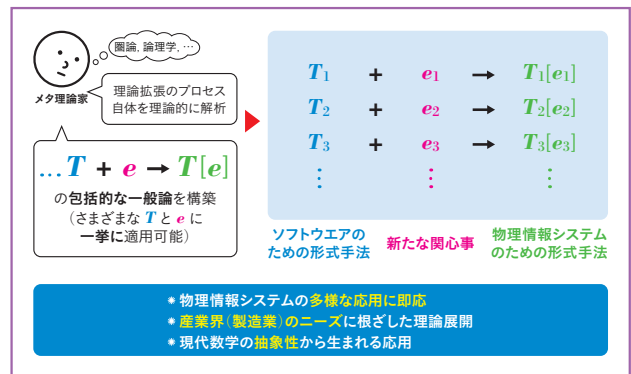 圏論, 論理学, …
メタ理論家
理論拡張のプロセス
自体を理論的に解析
...T + e → T[e]
の包括的な一般論を構築
(さまざまな T と e に
一挙に適用可能)
T1 + e1 → T1[e1]
T2 + e2 → T2[e2]
T3 + e3 → T3[e3]
⋮ ⋮ ⋮
ソフトウエアの
ための形式手法
新たな関心事
物理情報システム
のための形式手法
* 物理情報システムの多様な応用に即応
* 産業界(製造業)のニーズに根ざした理論展開
* 現代数学の抽象性から生まれる応用